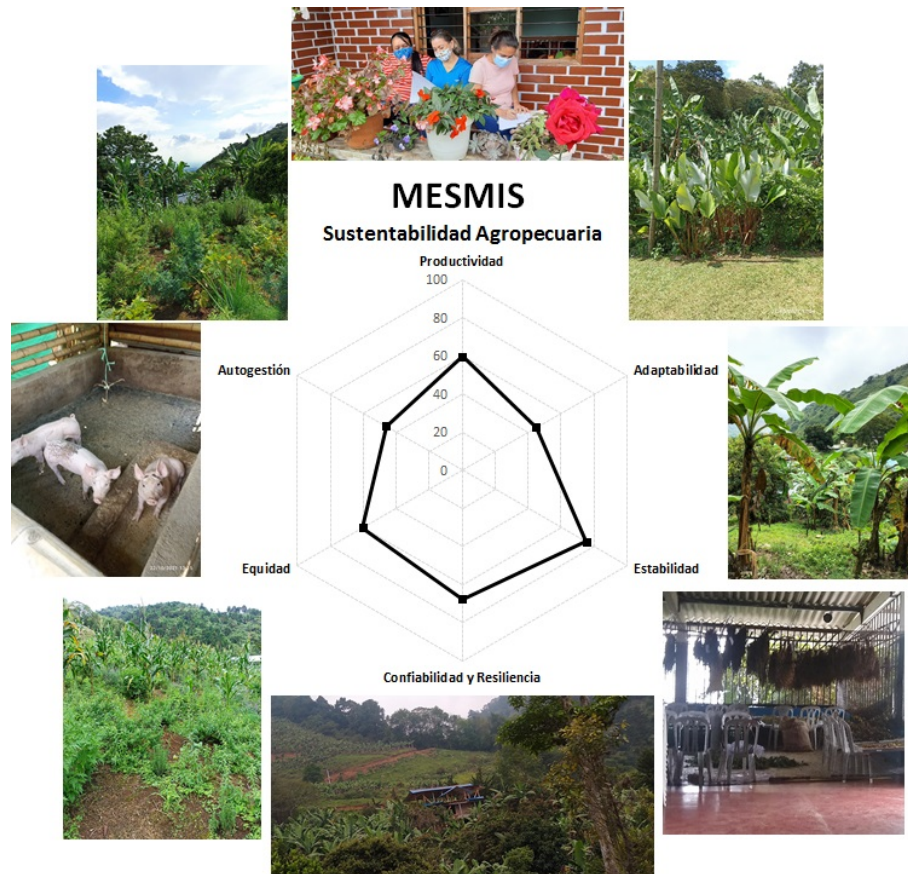 MESMIS
Sustentabilidad Agropecuaria
Productividad
100
80
60
40
20
0
Autogestión
Adaptabilidad
Equidad
Estabilidad
Confiabilidad y Resiliencia